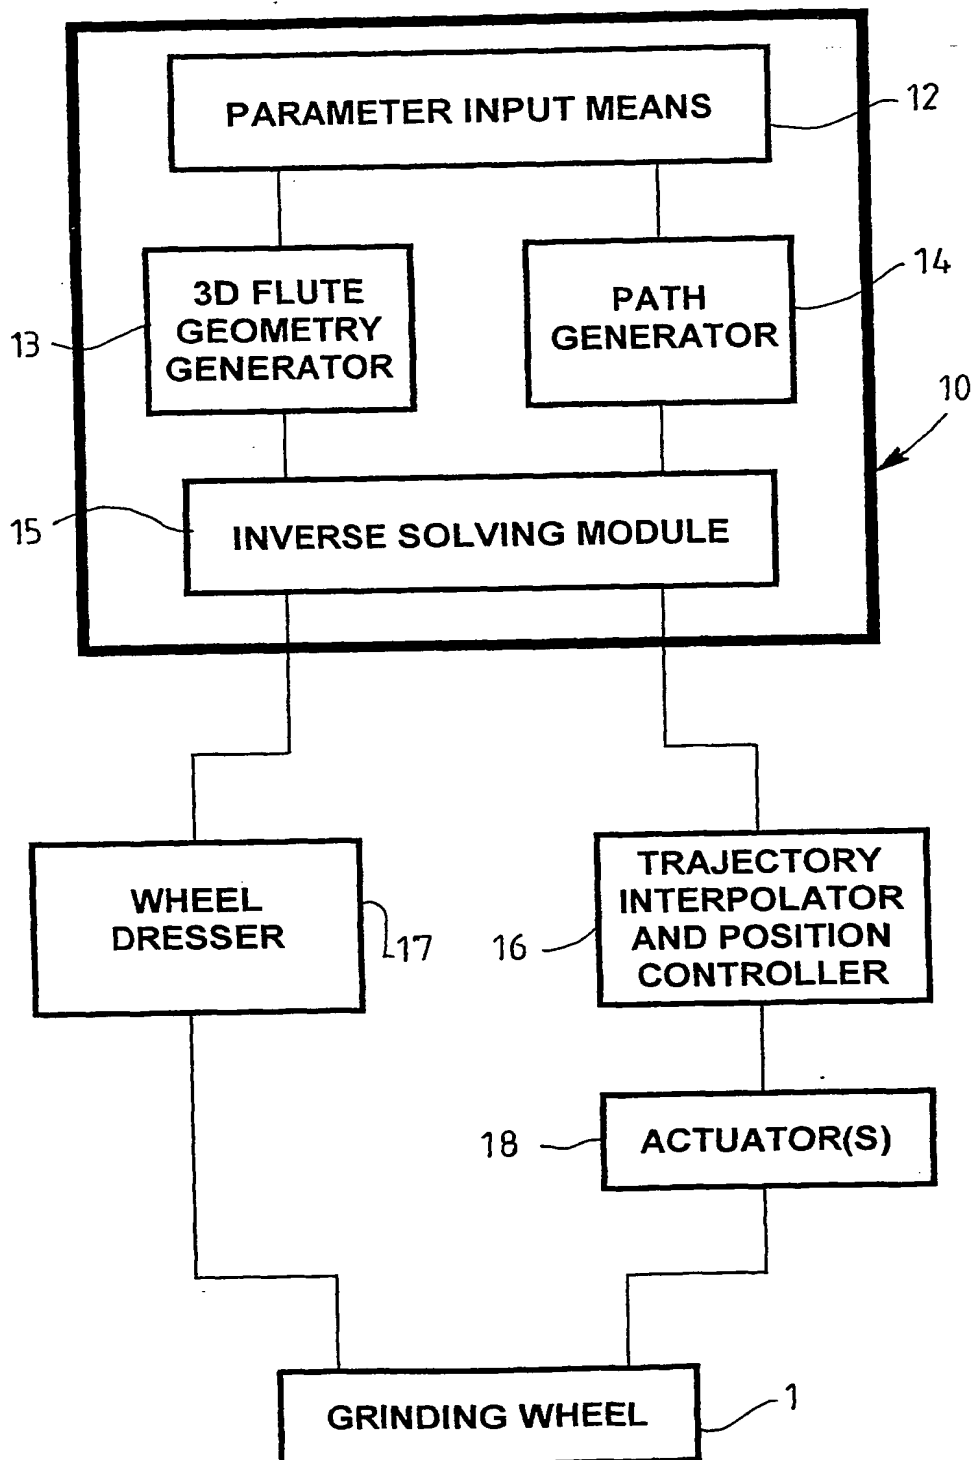 PARAMETER INPUT MEANS
12
3D FLUTE
GEOMETRY
GENERATOR
13
PATH
GENERATOR
14
10
INVERSE SOLVING MODULE
15
WHEEL
DRESSER
17
TRAJECTORY
INTERPOLATOR
AND POSITION
CONTROLLER
16
ACTUATOR(S)
18
GRINDING WHEEL
1